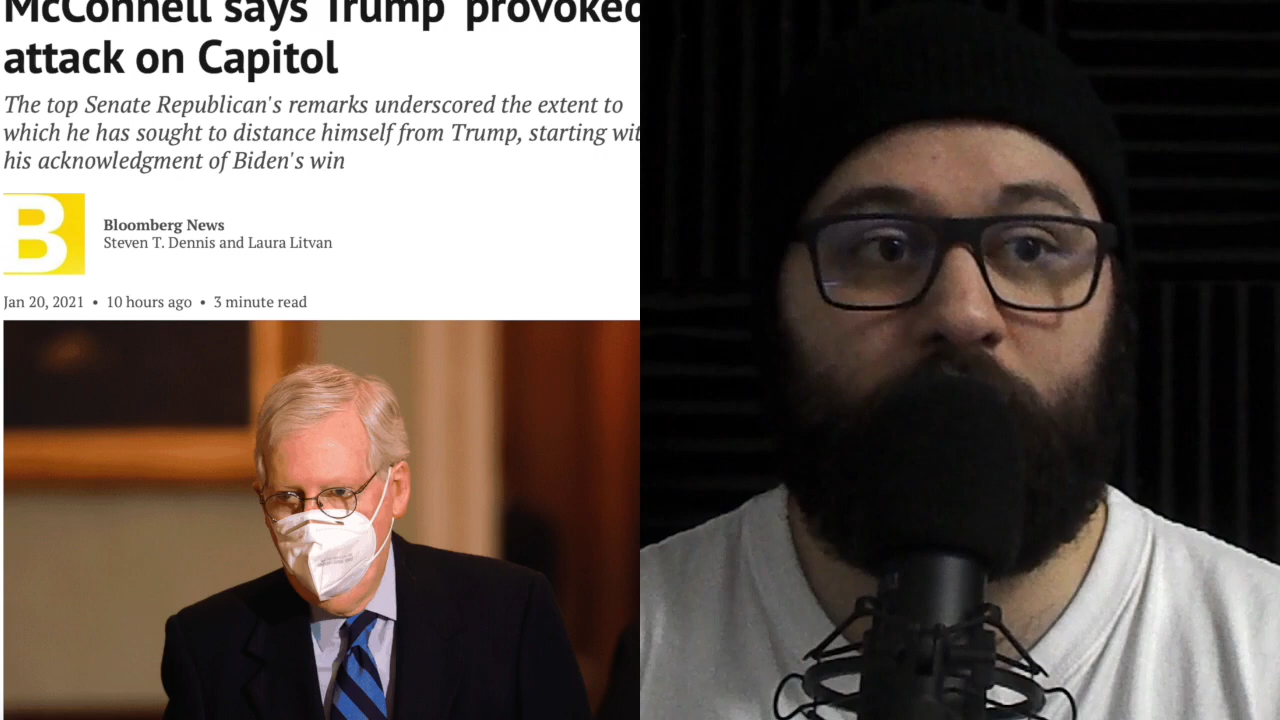 McConnell says Trump 'provoked
attack on Capitol
The top Senate Republican's remarks underscored the extent to
which he has sought to distance himself from Trump, starting
his acknowledgment of Biden's win
B
Bloomberg News
Steven T. Dennis and Laura Litvan
Jan 20, 2021 • 10 hours ago • 3 minute read